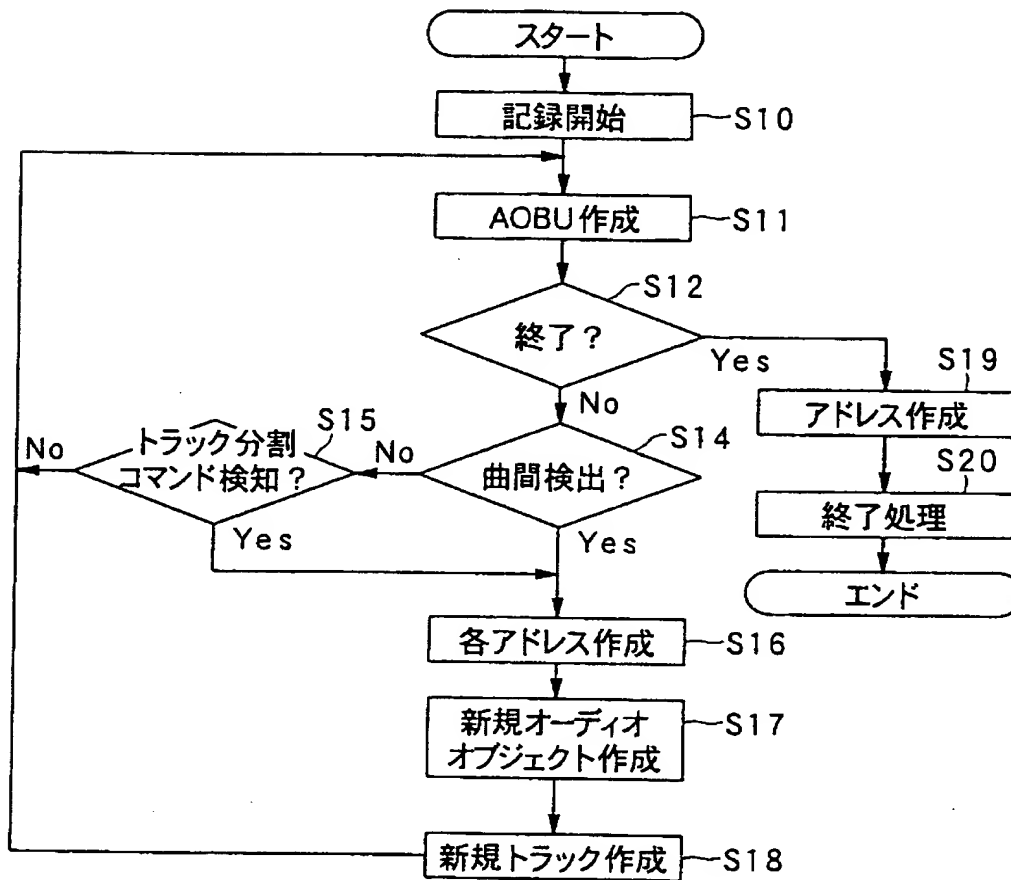 スタート
記録開始
S10
AOBU作成
S11
S12
終了?
Yes
No
S19
アドレス作成
S20
終了処理
エンド
S14
曲間検出?
No
Yes
S15
トラック分割
コマンド検知?
No
Yes
各アドレス作成
S16
新規オーディオ
オブジェクト作成
S17
新規トラック作成
S18